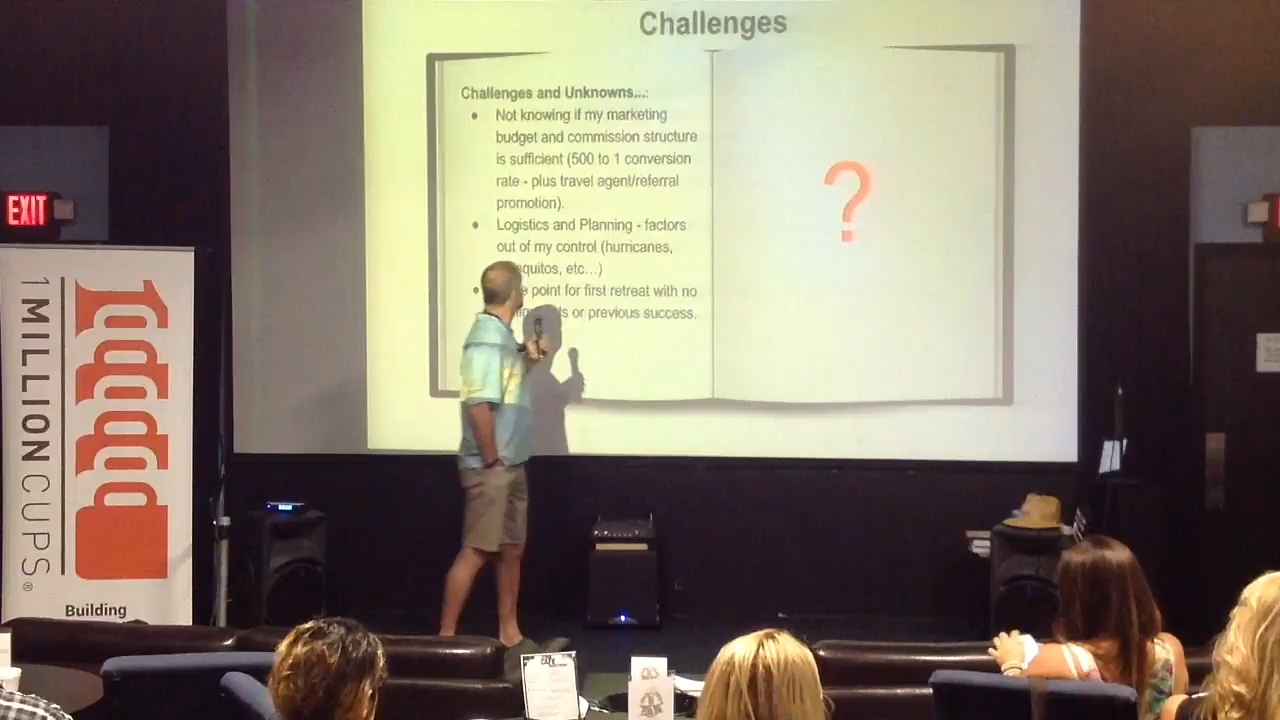 Challenges
Challenges and Unknowns...:
• Not knowing if my marketing
budget and commission structure
is sufficient (500 to 1 conversion
rate - plus travel agent/referral
promotion).
• Logistics and Planning - factors
out of my control (hurricanes,
squitos, etc...)
• point for first retreat with no
or previous success.
?
EXIT
1 MILLION CUPS®
Building